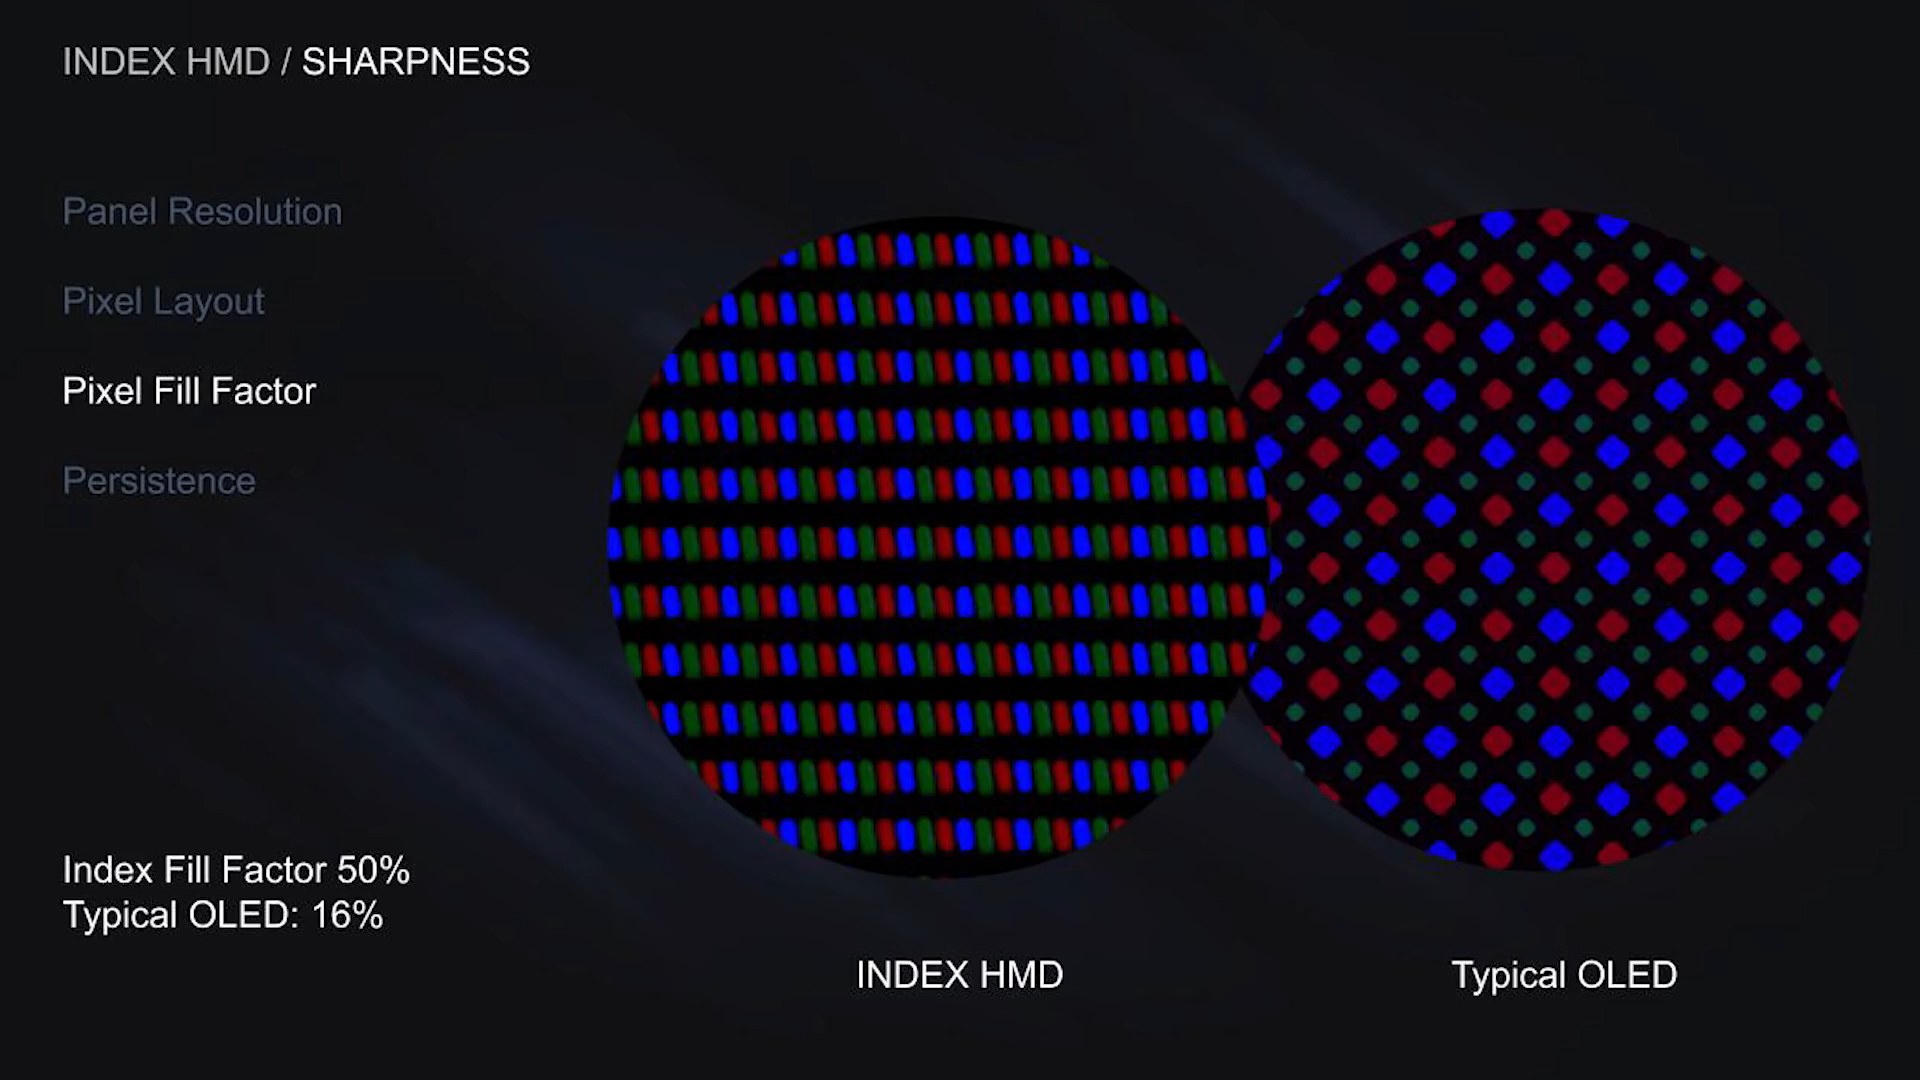 INDEX HMD / SHARPNESS
Panel Resolution
Pixel Layout
Pixel Fill Factor
Persistence
Index Fill Factor 50%
Typical OLED: 16%
INDEX HMD
Typical OLED